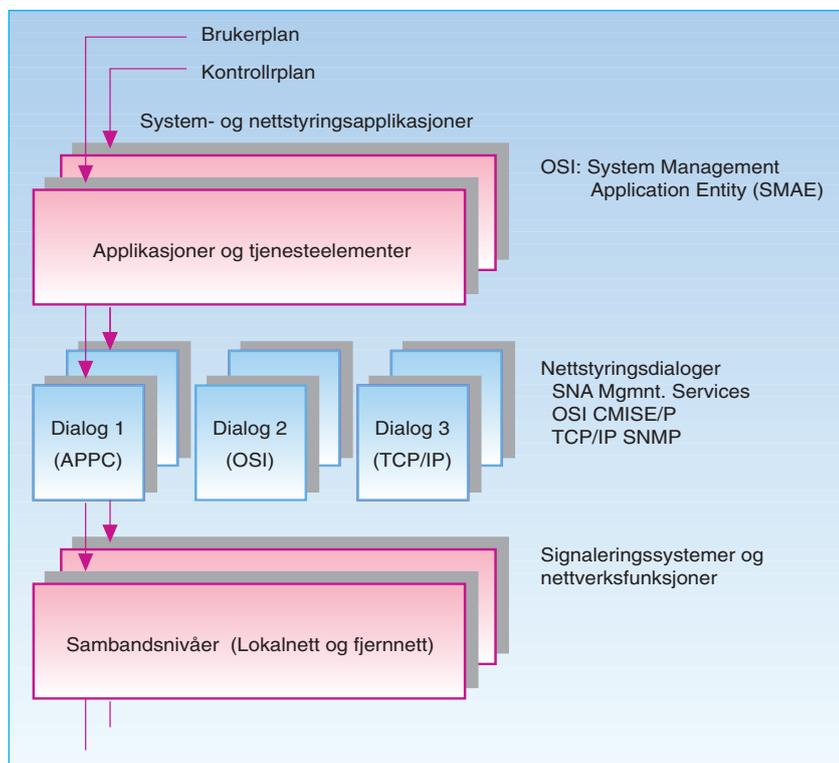 Brukerplan
Kontrollrplan
System- og nettstyringsapplikasjoner
OSI: System Management
Application Entity (SMAE)
Applikasjoner og tjenesteelementer
Nettstyringsdialoger
SNA Mgmnt. Services
OSI CMISE/P
TCP/IP SNMP
Dialog 1
(APPC)
Dialog 2
(OSI)
Dialog 3
(TCP/IP)
Signaleringssystemer og
nettverksfunksjoner
Sambandsnivåer (Lokalnett og fjernnett)